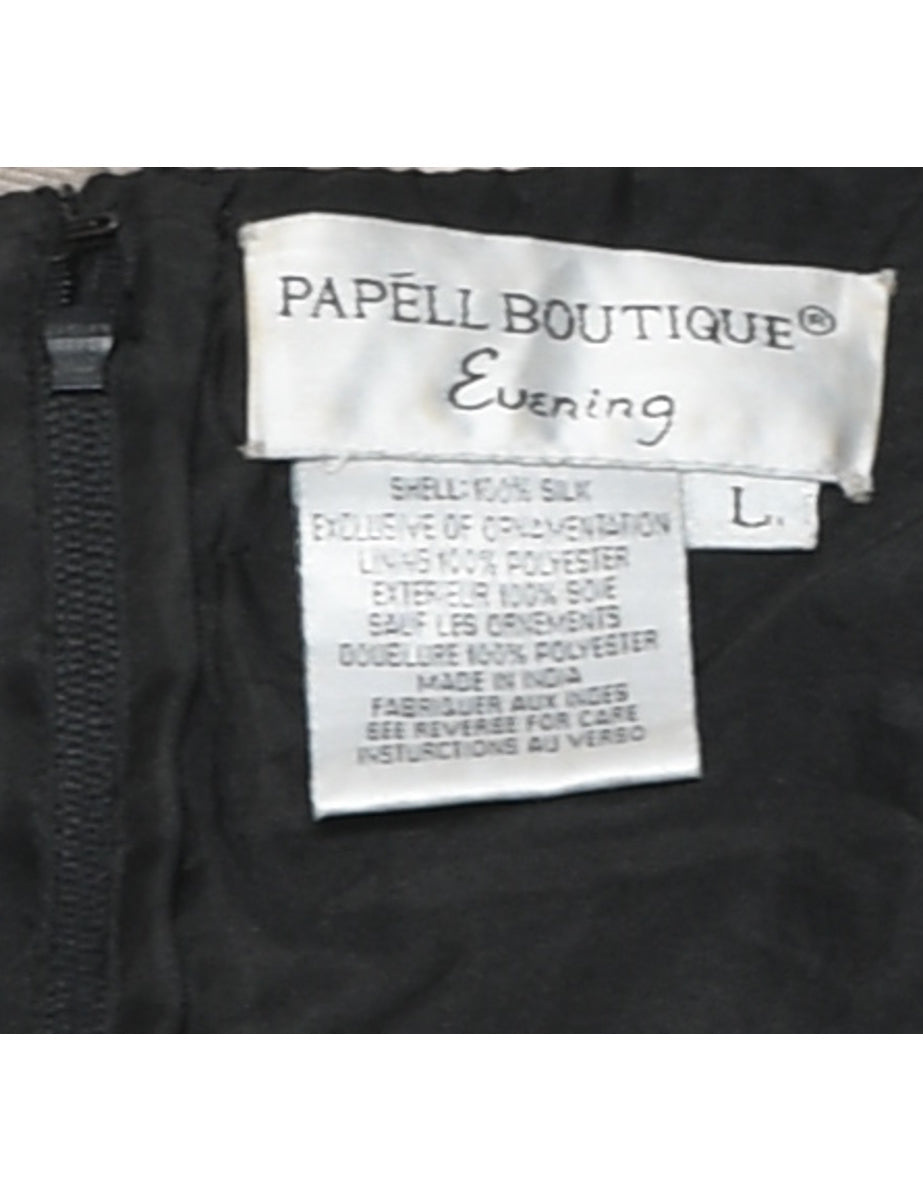 PAPÉLL BOUTIQUE®
Evening
L.
SHELL: 100% SILK
EXCLUSIVE OF ORNAMENTATION
LINING 100% POLYESTER
EXTERIEUR 100% SOIE
SAUF LES ORNEMENTS
DOUBLURE 100% POLYESTER
MADE IN INDIA
FABRIQUER AUX INDES
SEE REVERSE FOR CARE
INSTURCTIONS AU VERSO